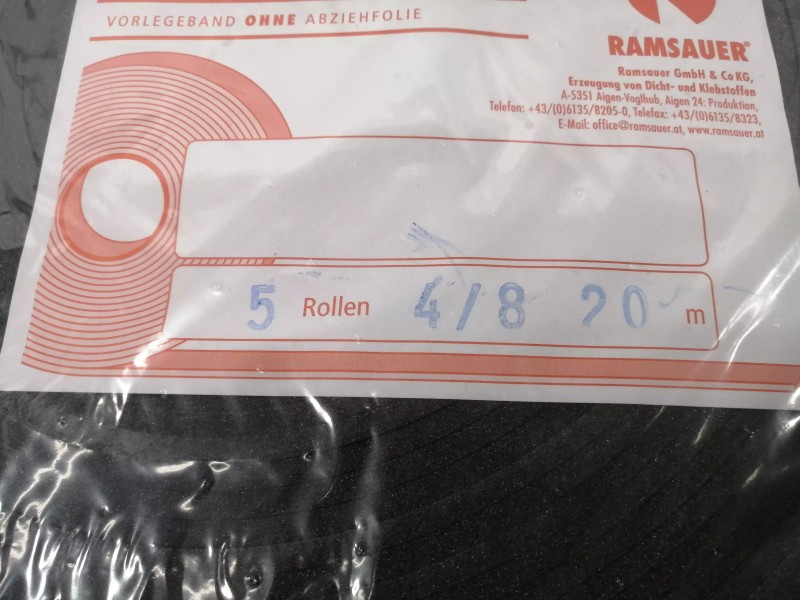 VORLEGEBAND OHNE ABZIEHFOLIE
RAMSAUER®
Ramsauer GmbH & Co KG,
Erzeugung von Dicht- und Klebstoffen
A-5351 Aigen-Voglhub, Aigen 24: Produktion,
Telefon: +43/(0)6135/8205-0, Telefax: +43/(0)6135/8323,
E-Mail: office@ramsauer.at, www.ramsauer.at
5 Rollen 4/8 20 m